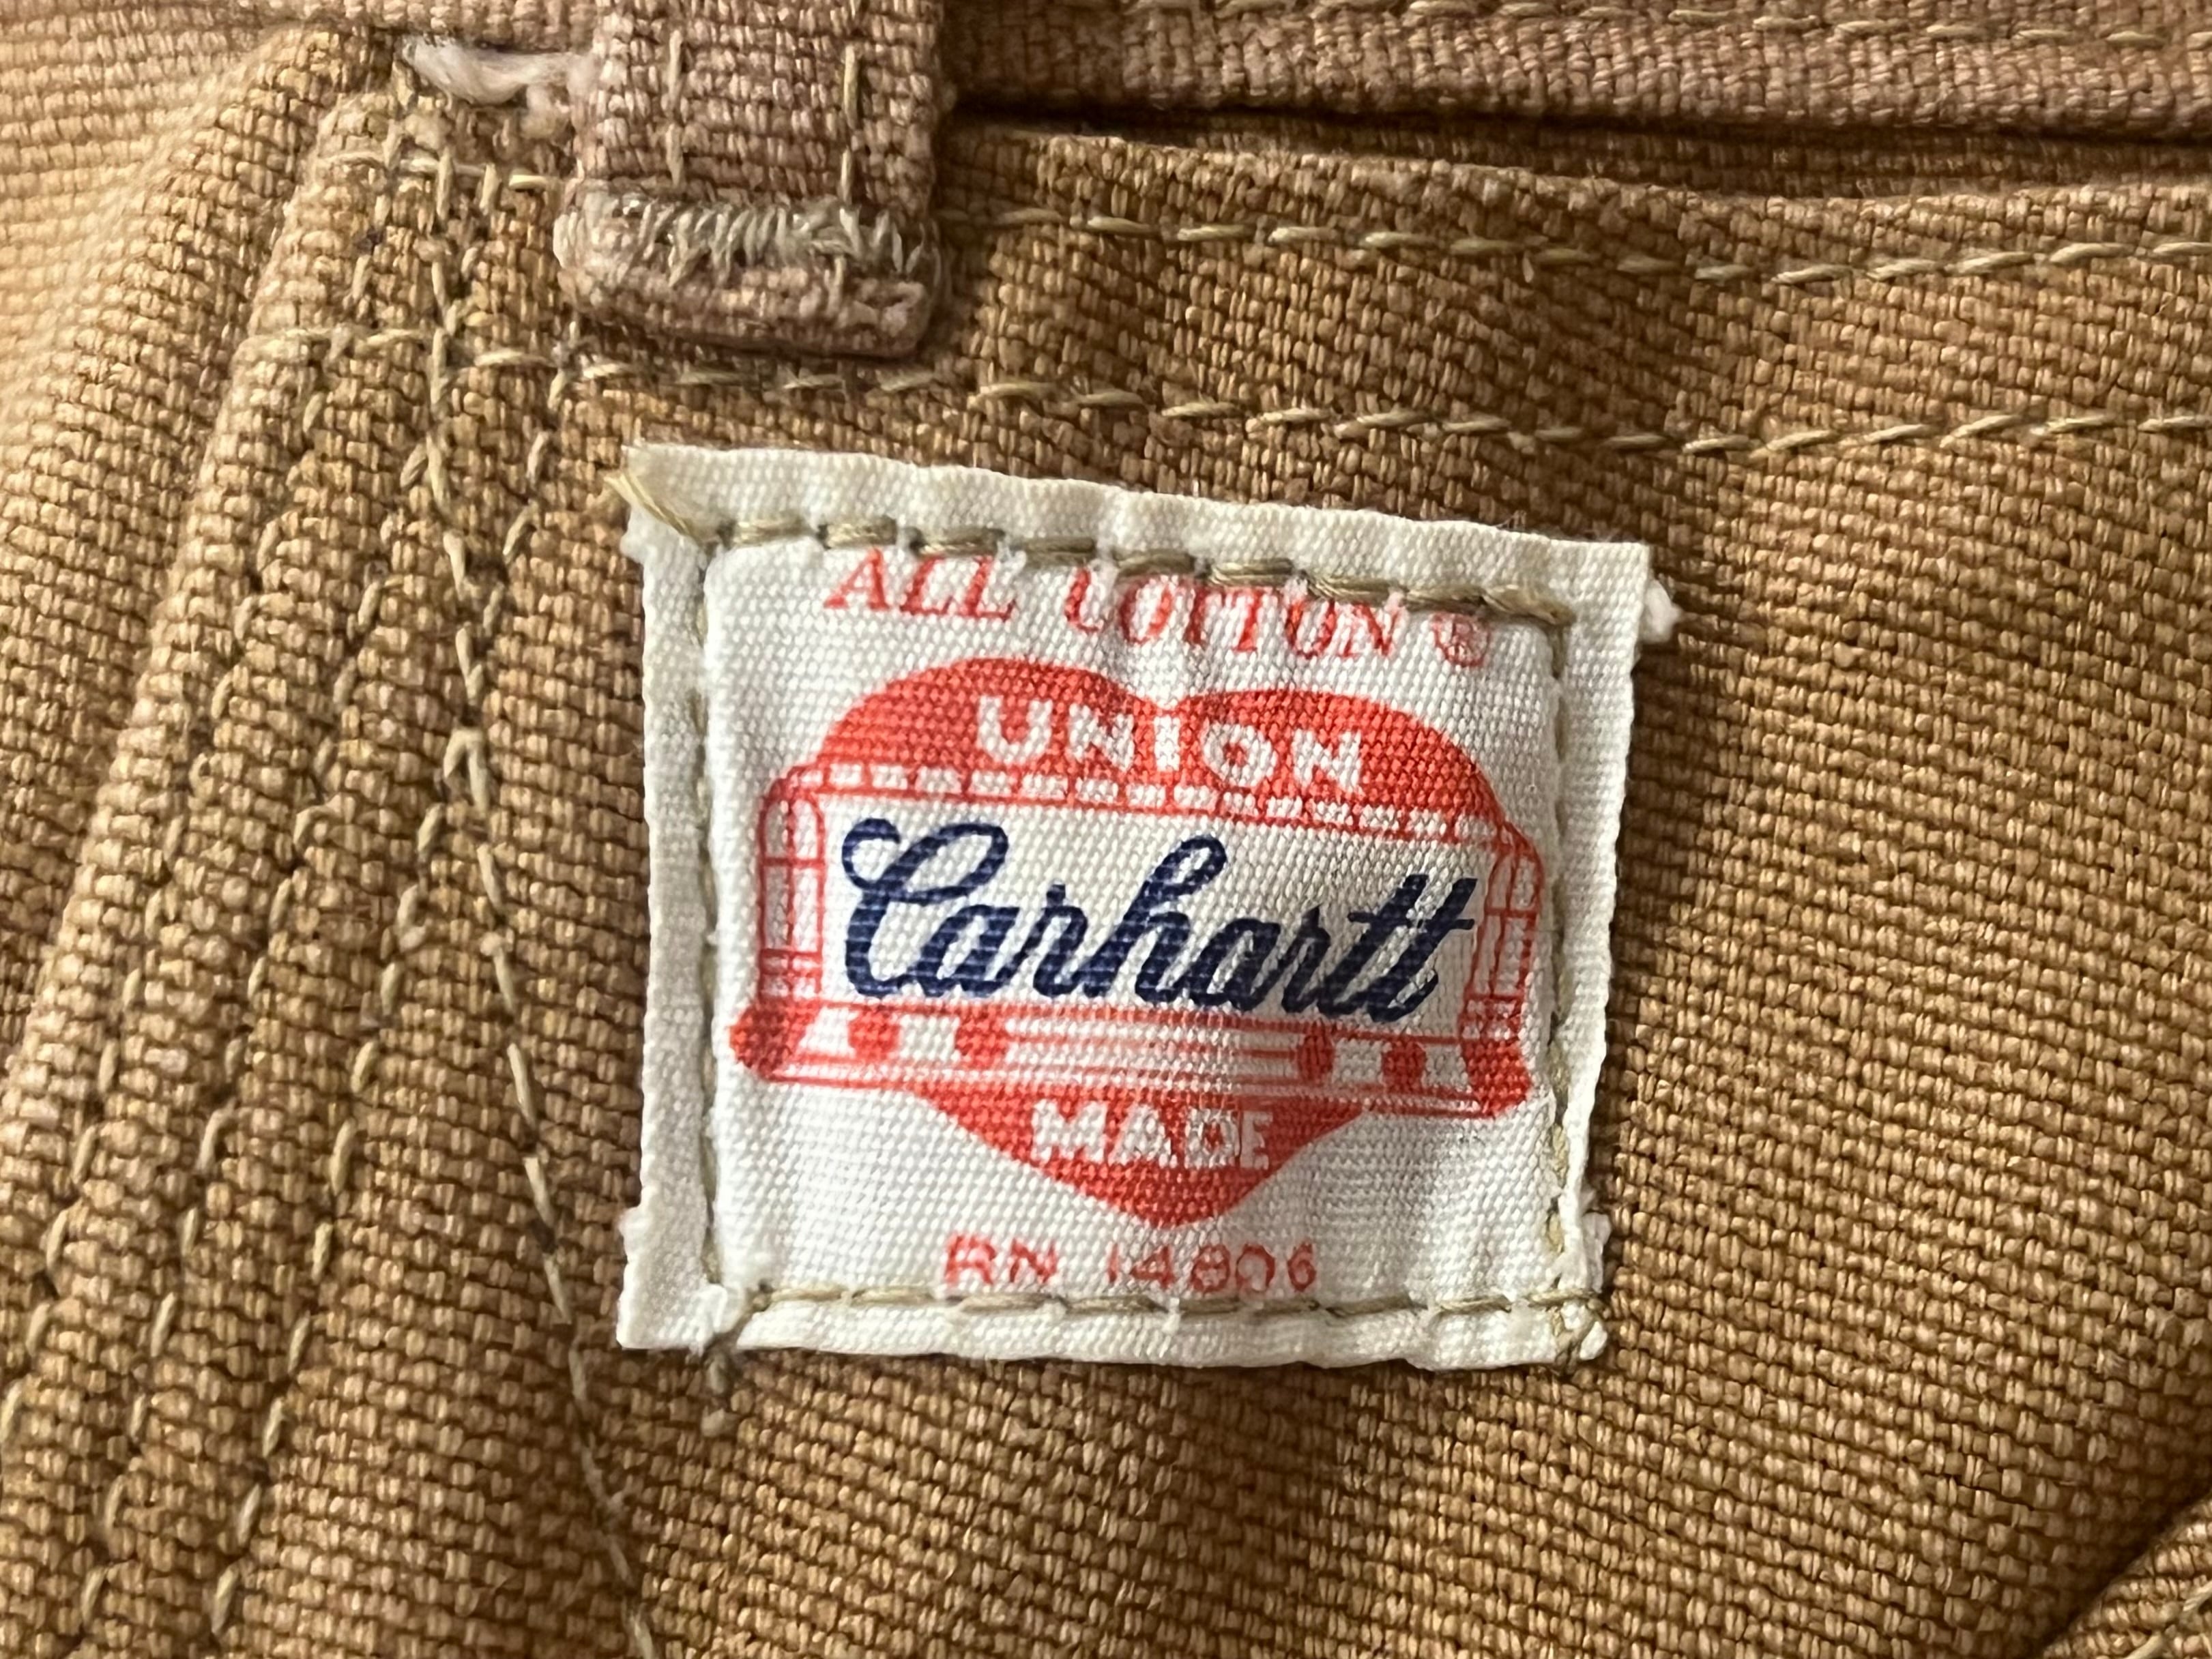 ALL COTTON ®
UNION
Carhartt
MADE
RN 14806